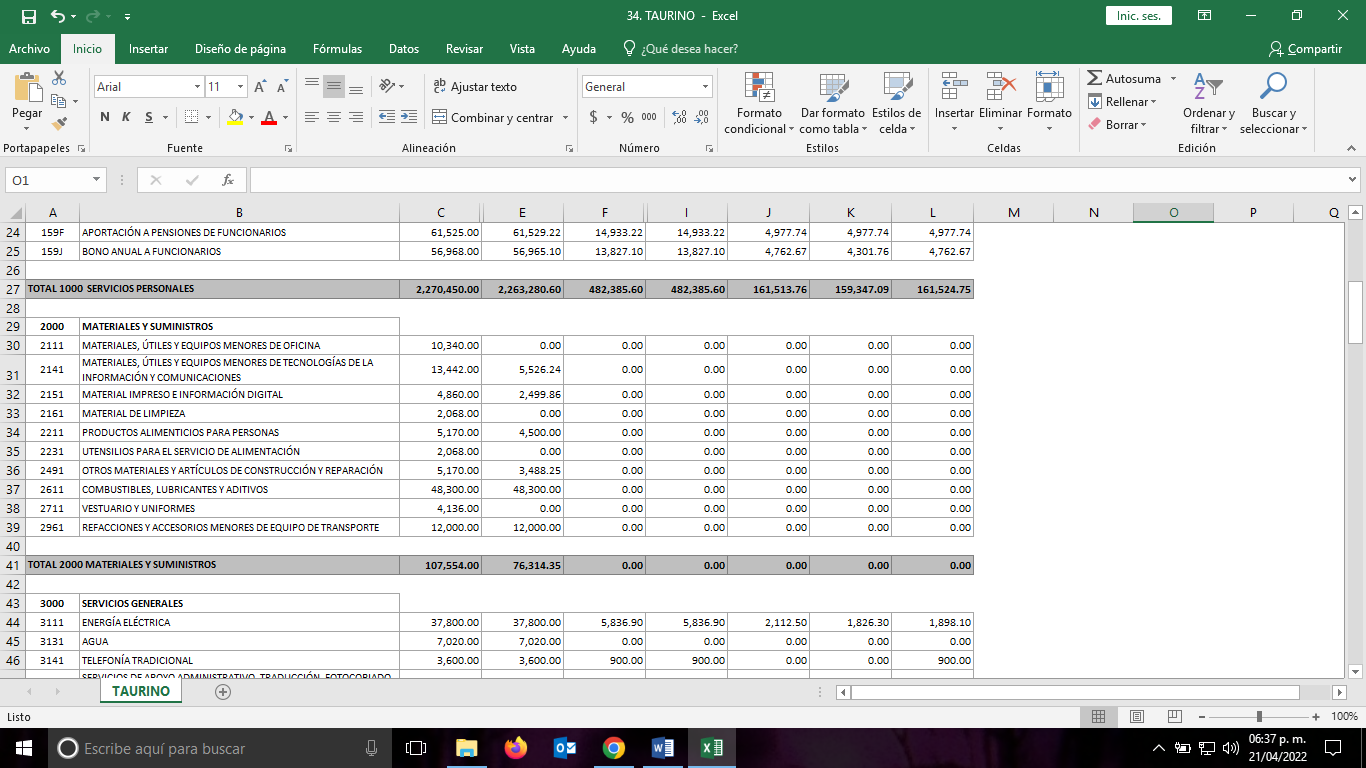 34. TAURINO - Excel
Inic. ses.
Archivo Inicio Insertar Diseño de página Fórmulas Datos Revisar Vista Ayuda ¿Qué desea hacer? Compartir
Pegar
Portapapeles
Arial 11
N K S
Fuente
Ajustar texto
Combinar y centrar
Alineación
General
$ % 000
Número
Formato condicional
Dar formato como tabla
Estilos de celda
Estilos
Insertar Eliminar Formato
Celdas
Autosuma
Rellenar
Borrar
Ordenar y filtrar
Buscar y seleccionar
Edición
O1 fx
A B C E F I J K L M N O P Q
24 159F APORTACIÓN A PENSIONES DE FUNCIONARIOS 61,525.00 61,529.22 14,933.22 14,933.22 4,977.74 4,977.74 4,977.74
25 159J BONO ANUAL A FUNCIONARIOS 56,968.00 56,965.10 13,827.10 13,827.10 4,762.67 4,301.76 4,762.67
26
27 TOTAL 1000 SERVICIOS PERSONALES 2,270,450.00 2,263,280.60 482,385.60 482,385.60 161,513.76 159,347.09 161,524.75
28
29 2000 MATERIALES Y SUMINISTROS
30 2111 MATERIALES, ÚTILES Y EQUIPOS MENORES DE OFICINA 10,340.00 0.00 0.00 0.00 0.00 0.00 0.00
31 2141 MATERIALES, ÚTILES Y EQUIPOS MENORES DE TECNOLOGÍAS DE LA
INFORMACIÓN Y COMUNICACIONES 13,442.00 5,526.24 0.00 0.00 0.00 0.00 0.00
32 2151 MATERIAL IMPRESO E INFORMACIÓN DIGITAL 4,860.00 2,499.86 0.00 0.00 0.00 0.00 0.00
33 2161 MATERIAL DE LIMPIEZA 2,068.00 0.00 0.00 0.00 0.00 0.00 0.00
34 2211 PRODUCTOS ALIMENTICIOS PARA PERSONAS 5,170.00 4,500.00 0.00 0.00 0.00 0.00 0.00
35 2231 UTENSILIOS PARA EL SERVICIO DE ALIMENTACIÓN 2,068.00 0.00 0.00 0.00 0.00 0.00 0.00
36 2491 OTROS MATERIALES Y ARTÍCULOS DE CONSTRUCCIÓN Y REPARACIÓN 5,170.00 3,488.25 0.00 0.00 0.00 0.00 0.00
37 2611 COMBUSTIBLES, LUBRICANTES Y ADITIVOS 48,300.00 48,300.00 0.00 0.00 0.00 0.00 0.00
38 2711 VESTUARIO Y UNIFORMES 4,136.00 0.00 0.00 0.00 0.00 0.00 0.00
39 2961 REFACCIONES Y ACCESORIOS MENORES DE EQUIPO DE TRANSPORTE 12,000.00 12,000.00 0.00 0.00 0.00 0.00 0.00
40
41 TOTAL 2000 MATERIALES Y SUMINISTROS 107,554.00 76,314.35 0.00 0.00 0.00 0.00 0.00
42
43 3000 SERVICIOS GENERALES
44 3111 ENERGÍA ELÉCTRICA 37,800.00 37,800.00 5,836.90 5,836.90 2,112.50 1,826.30 1,898.10
45 3131 AGUA 7,020.00 7,020.00 0.00 0.00 0.00 0.00 0.00
46 3141 TELEFONÍA TRADICIONAL 3,600.00 3,600.00 900.00 900.00 0.00 0.00 900.00
SERVICIOS DE APOYO ADMINISTRATIVO, TRADUCCIÓN, FOTOCOPIADO
TAURINO
Listo 100%
Escribe aquí para buscar
06:37 p. m.
21/04/2022